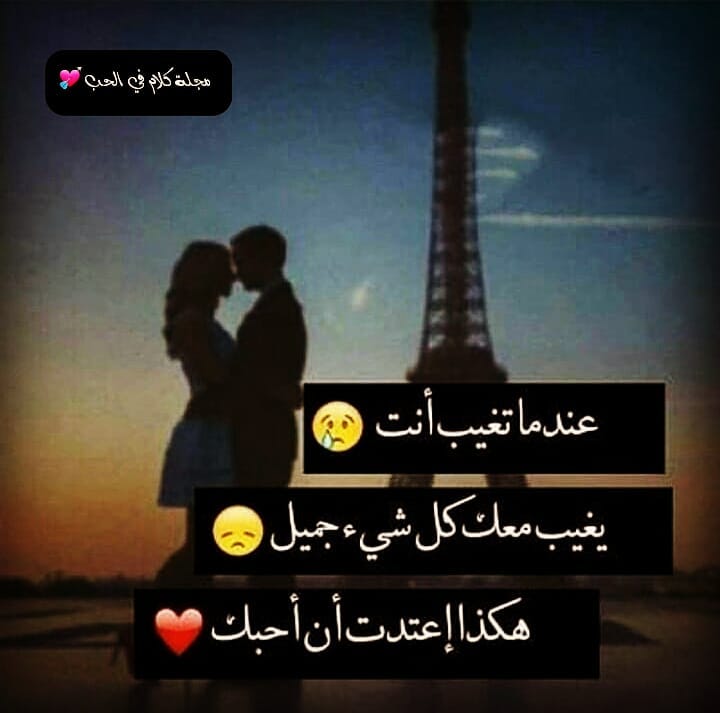 مجلة كلام في الحب 💘
عندما تغيب أنت 😢
يغيب معك كل شيء جميل 😞
هكذا إعتدت أن أحبك ❤️